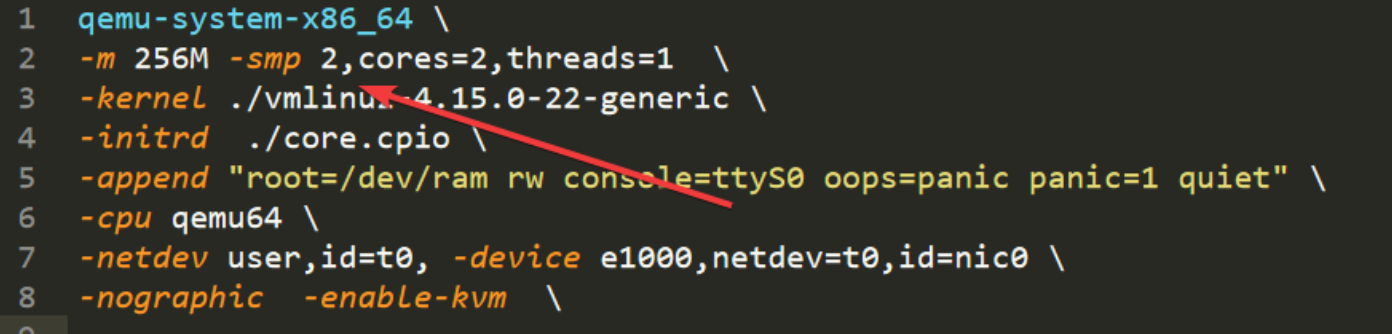 1 qemu-system-x86_64 \
2 -m 256M -smp 2,cores=2,threads=1 \
3 -kernel ./vmlinuz-4.15.0-22-generic \
4 -initrd ./core.cpio \
5 -append "root=/dev/ram rw console=ttyS0 oops=panic panic=1 quiet" \
6 -cpu qemu64 \
7 -netdev user,id=t0, -device e1000,netdev=t0,id=nic0 \
8 -nographic -enable-kvm \